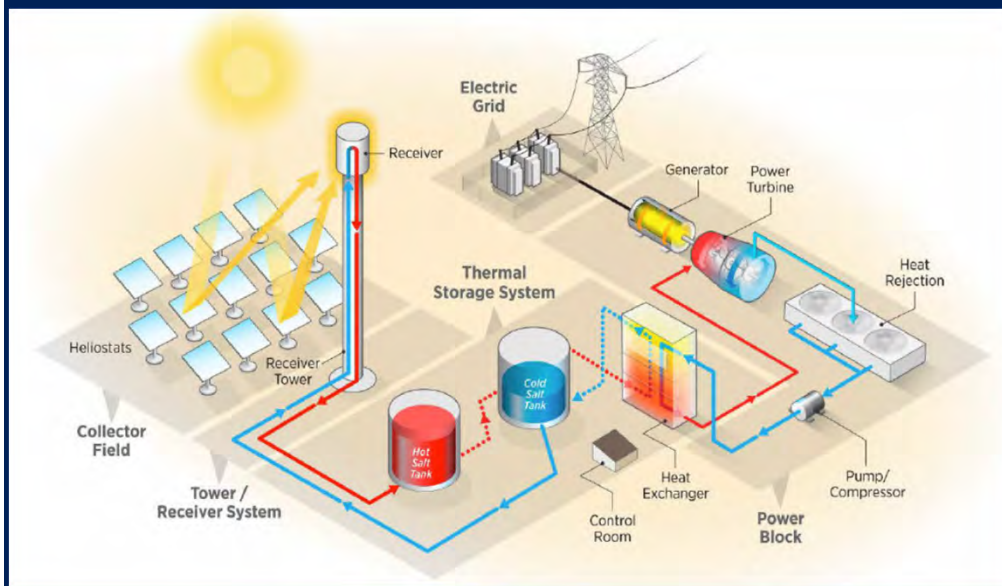 Electric
Grid
Receiver
Generator
Power
Turbine
Heat
Rejection
Thermal
Storage System
Heliostats
Receiver
Tower
Cold
Salt
Tank
Hot
Salt
Tank
Collector
Field
Tower /
Receiver System
Control
Room
Heat
Exchanger
Pump/
Compressor
Power
Block